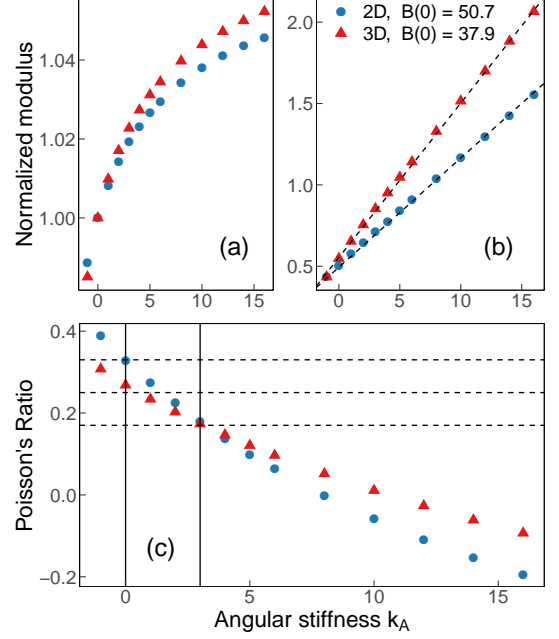 2D, B(0) = 50.7
3D, B(0) = 37.9
Normalized modulus
1.04
1.02
1.00
(a)
0 5 10 15
2.0
1.5
1.0
0.5
(b)
0 5 10 15
Poisson's Ratio
0.4
0.2
0.0
−0.2
(c)
0 5 10 15
Angular stiffness kA